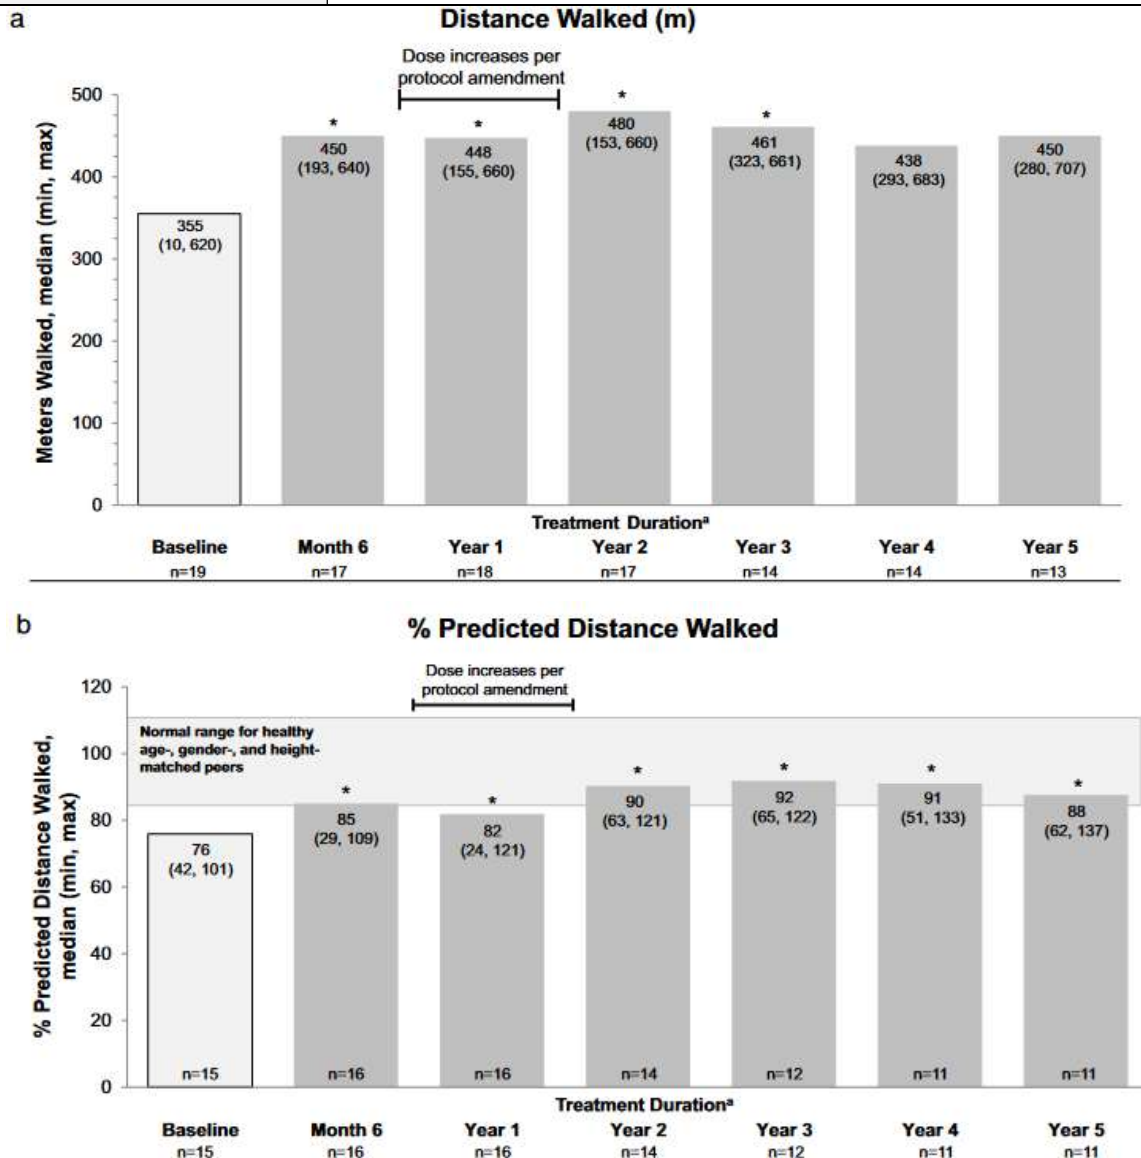 a
Distance Walked (m)
Dose increases per
protocol amendment
Meters Walked, median (min, max)
500
400
300
200
100
0
355
(10, 620)
*
450
(193, 640)
*
448
(155, 660)
*
480
(153, 660)
*
461
(323, 661)
438
(293, 683)
450
(280, 707)
Treatment Durationᵃ
Baseline Month 6 Year 1 Year 2 Year 3 Year 4 Year 5
n=19 n=17 n=18 n=17 n=14 n=14 n=13
b
% Predicted Distance Walked
Dose increases per
protocol amendment
% Predicted Distance Walked,
median (min, max)
120
100
80
60
40
20
0
Normal range for healthy
age-, gender-, and height-
matched peers
76
(42, 101)
*
85
(29, 109)
*
82
(24, 121)
*
90
(63, 121)
*
92
(65, 122)
*
91
(51, 133)
*
88
(62, 137)
n=15 n=16 n=16 n=14 n=12 n=11 n=11
Treatment Durationᵃ
Baseline Month 6 Year 1 Year 2 Year 3 Year 4 Year 5
n=15 n=16 n=16 n=14 n=12 n=11 n=11